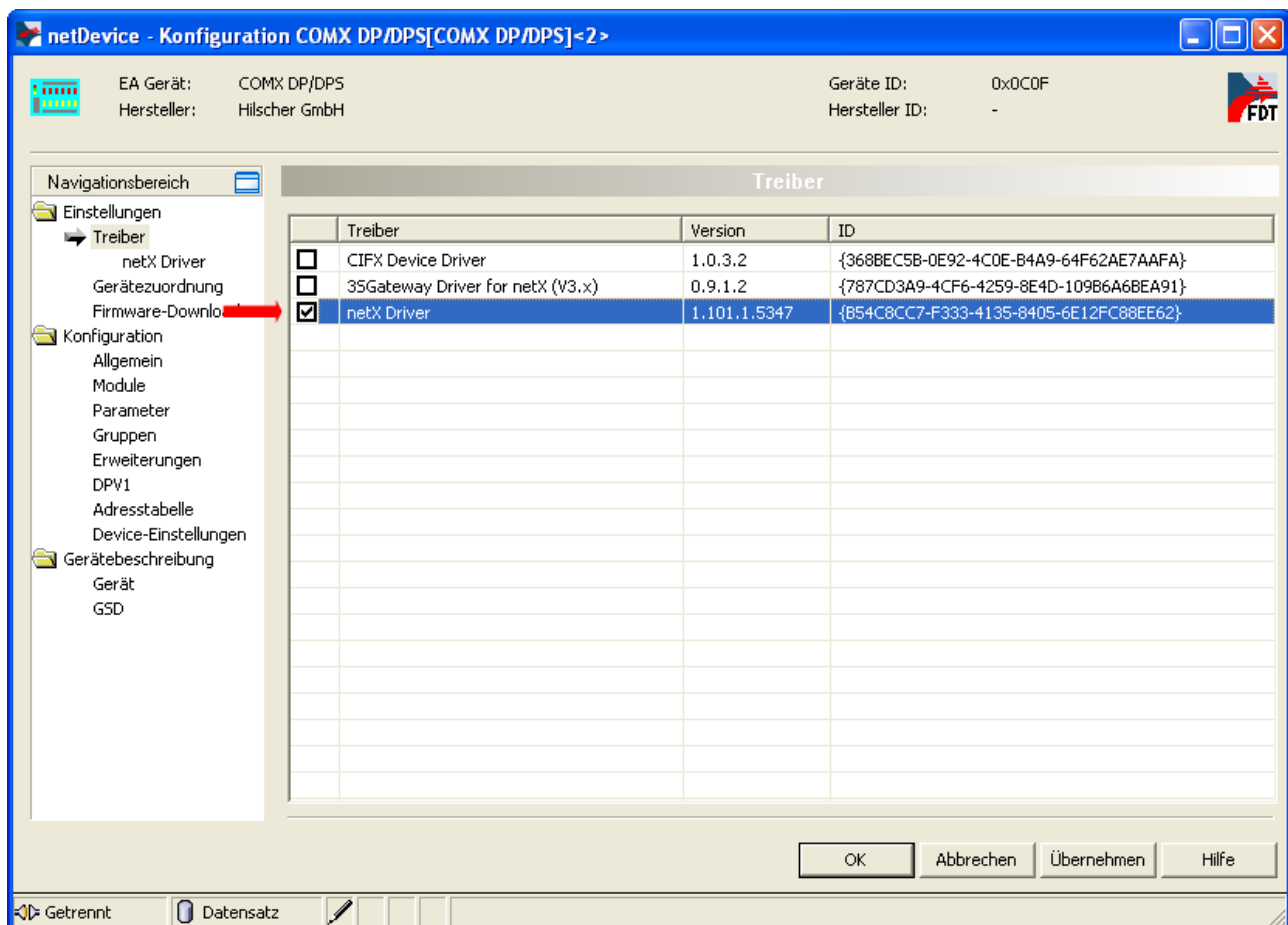 netDevice - Konfiguration COMX DP/DPS[COMX DP/DPS]<2>
EA Gerät: COMX DP/DPS Geräte ID: 0x0C0F
Hersteller: Hilscher GmbH Hersteller ID: -
FDT
Navigationsbereich
Treiber
Einstellungen
Treiber
netX Driver
Gerätezuordnung
Firmware-Downlo
Konfiguration
Allgemein
Module
Parameter
Gruppen
Erweiterungen
DPV1
Adresstabelle
Device-Einstellungen
Gerätebeschreibung
Gerät
GSD
Treiber Version ID
CIFX Device Driver 1.0.3.2 {368BEC5B-0E92-4C0E-B4A9-64F62AE7AAFA}
3SGateway Driver for netX (V3.x) 0.9.1.2 {787CD3A9-4CF6-4259-8E4D-109B6A6BEA91}
netX Driver 1.101.1.5347 {B54C8CC7-F333-4135-8405-6E12FC88EE62}
OK Abbrechen Übernehmen Hilfe
Getrennt Datensatz